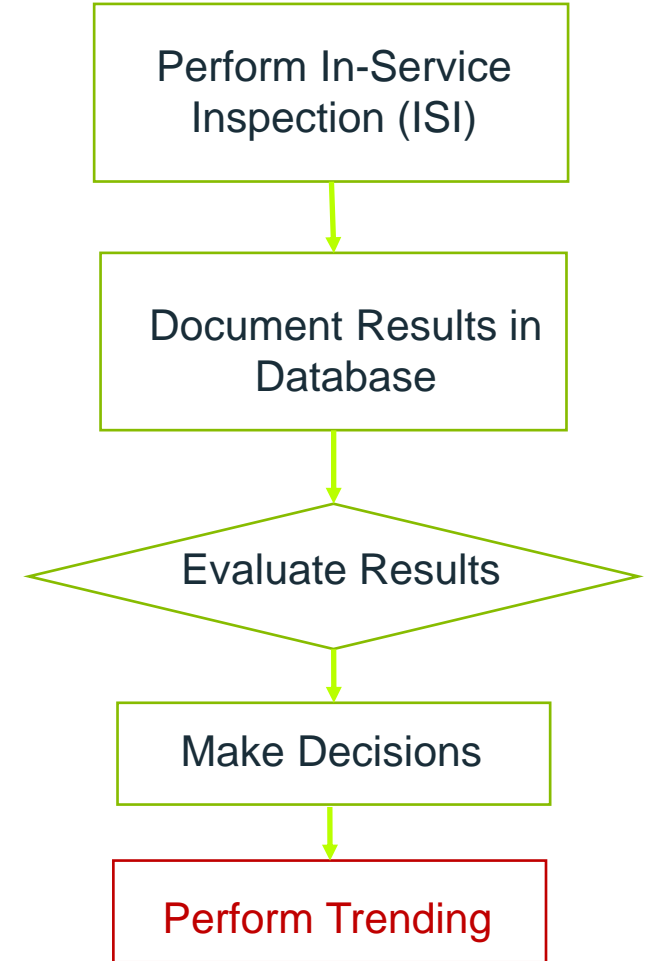 Perform In-Service
Inspection (ISI)
Document Results in
Database
Evaluate Results
Make Decisions
Perform Trending